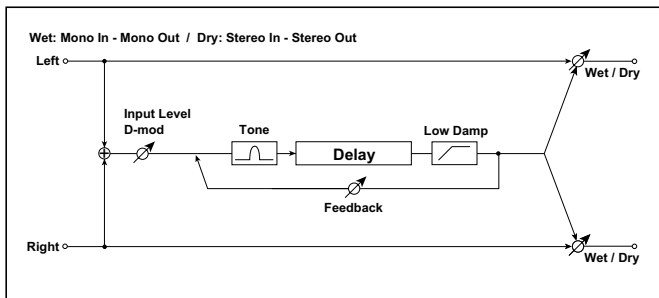 Wet: Mono In - Mono Out / Dry: Stereo In - Stereo Out
Left
Wet / Dry
Input Level
D-mod
Tone
Delay
Low Damp
Feedback
Right
Wet / Dry